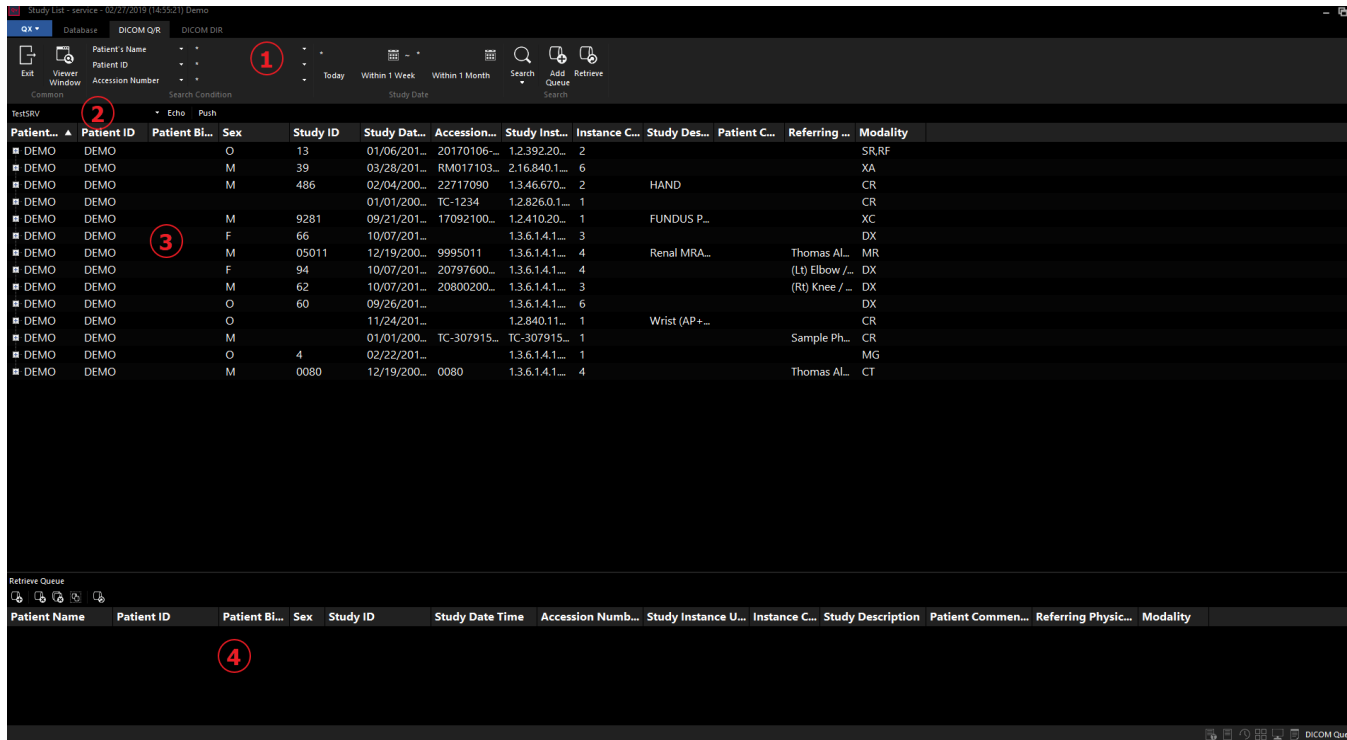 Study List - service - 02/27/2019 (14:55:21) Demo
QX Database DICOM Q/R DICOM DIR
Patient's Name * * ~ *
Patient ID *
Accession Number *
1
Exit Viewer Window Today Within 1 Week Within 1 Month Search Add Queue Retrieve
Common Search Condition Study Date Search
TestSRV 2 Echo Push
Patient... Patient ID Patient Bi... Sex Study ID Study Dat... Accession... Study Inst... Instance C... Study Des... Patient C... Referring ... Modality
DEMO DEMO O 13 01/06/201... 20170106-... 1.2.392.20... 2 SR,RF
DEMO DEMO M 39 03/28/201... RM017103... 2.16.840.1.... 6 XA
DEMO DEMO M 486 02/04/200... 22717090 1.3.46.670... 2 HAND CR
DEMO DEMO 01/01/200... TC-1234 1.2.826.0.1.... 1 CR
DEMO DEMO M 9281 09/21/201... 17092100... 1.2.410.20... 1 FUNDUS P... XC
DEMO DEMO F 66 10/07/201... 1.3.6.1.4.1.... 3 DX
3
DEMO DEMO M 05011 12/19/200... 9995011 1.3.6.1.4.1.... 4 Renal MRA... Thomas Al... MR
DEMO DEMO F 94 10/07/201... 20797600... 1.3.6.1.4.1.... 4 (Lt) Elbow /... DX
DEMO DEMO M 62 10/07/201... 20800200... 1.3.6.1.4.1.... 3 (Rt) Knee / ... DX
DEMO DEMO O 60 09/26/201... 1.3.6.1.4.1.... 6 DX
DEMO DEMO O 11/24/201... 1.2.840.11... 1 Wrist (AP+... CR
DEMO DEMO M 01/01/200... TC-307915... TC-307915... 1 Sample Ph... CR
DEMO DEMO O 4 02/22/201... 1.3.6.1.4.1.... 1 MG
DEMO DEMO M 0080 12/19/200... 0080 1.3.6.1.4.1.... 4 Thomas Al... CT
Retrieve Queue
Patient Name Patient ID Patient Bi... Sex Study ID Study Date Time Accession Numb... Study Instance U... Instance C... Study Description Patient Commen... Referring Physic... Modality
4
DICOM Que